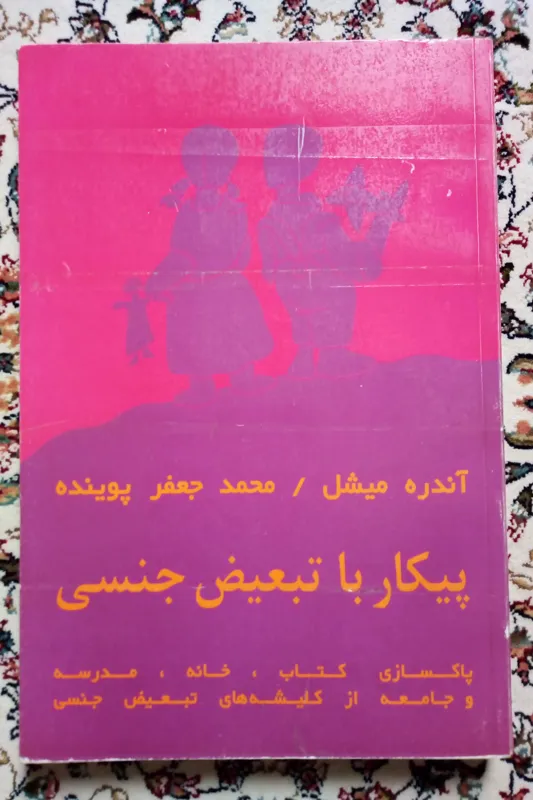 آندره میشل / محمد جعفر پوینده
پیکار با تبعیض جنسی
پاکسازی کتاب ، خانه ، مدرسه
و جامعه از کلیشه‌های تبعیض جنسی